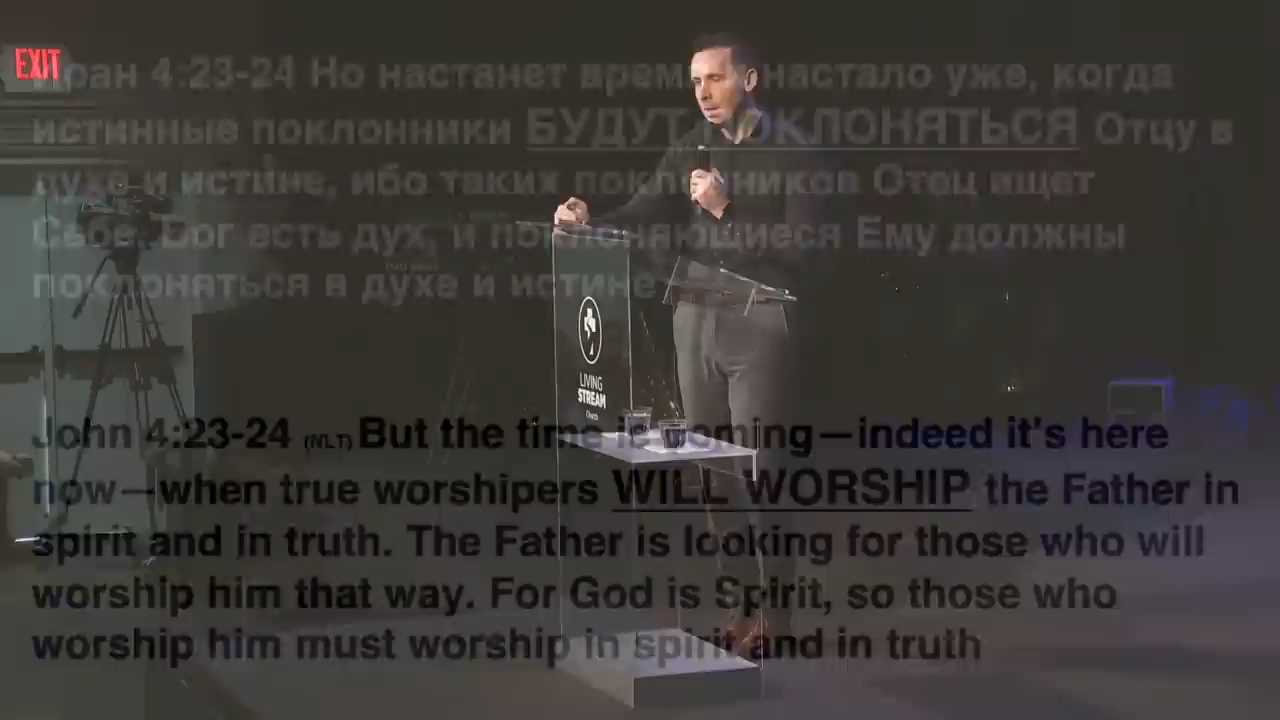 EXIT
Иоан 4:23-24 Но настанет время и настало уже, когда
истинные поклонники БУДУТ ПОКЛОНЯТЬСЯ Отцу в
духе и истине, ибо таких поклонников Отец ищет
Себе. Бог есть дух, и поклоняющиеся Ему должны
поклоняться в духе и истине
LIVING
STREAM
Church
John 4:23-24 (NLT) But the time is coming—indeed it's here
now—when true worshipers WILL WORSHIP the Father in
spirit and in truth. The Father is looking for those who will
worship him that way. For God is Spirit, so those who
worship him must worship in spirit and in truth